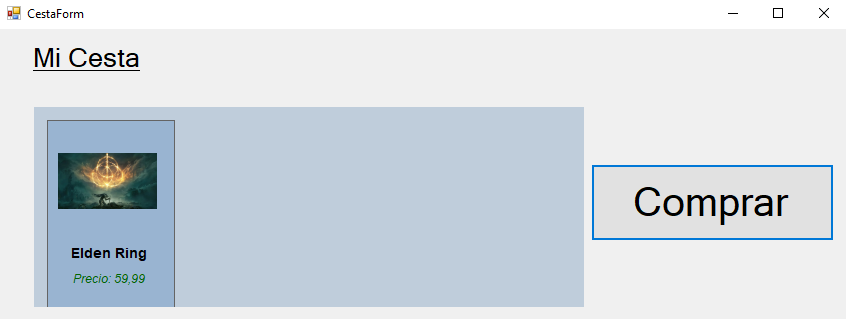 CestaForm
Mi Cesta
Comprar
Elden Ring
Precio: 59,99